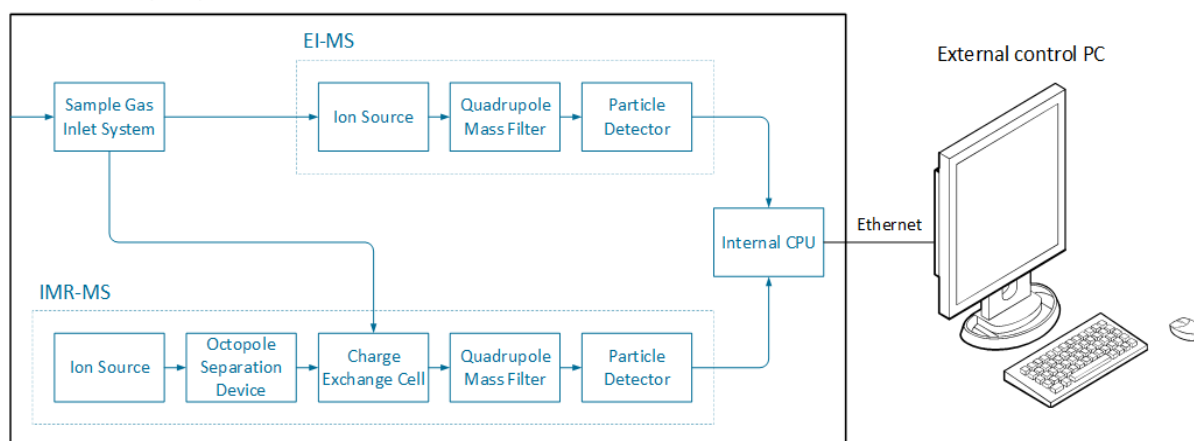 EI-MS
External control PC
Sample Gas
Inlet System
Ion Source
Quadrupole
Mass Filter
Particle
Detector
Ethernet
Internal CPU
IMR-MS
Ion Source
Octopole
Separation
Device
Charge
Exchange Cell
Quadrupole
Mass Filter
Particle
Detector